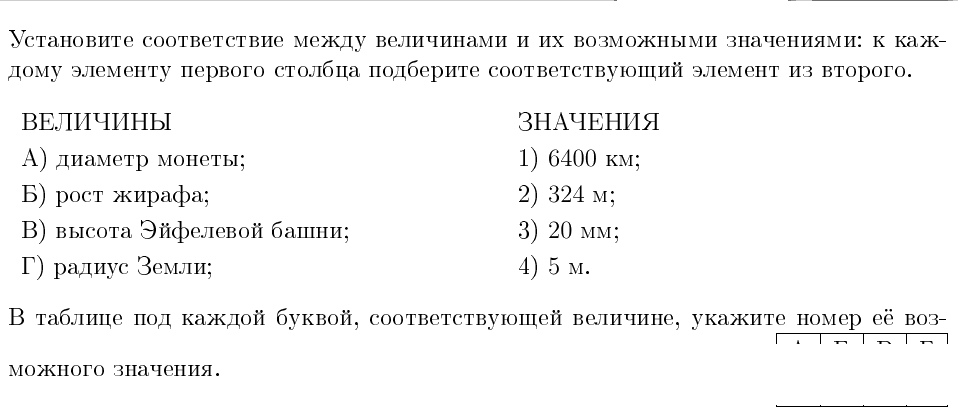 Установите соответствие между величинами и их возможными значениями: к каж-
дому элементу первого столбца подберите соответствующий элемент из второго.
ВЕЛИЧИНЫ
А) диаметр монеты;
Б) рост жирафа;
В) высота Эйфелевой башни;
Г) радиус Земли;
ЗНАЧЕНИЯ
1) 6400 км;
2) 324 м;
3) 20 мм;
4) 5 м.
В таблице под каждой буквой, соответствующей величине, укажите номер её воз-
можного значения.